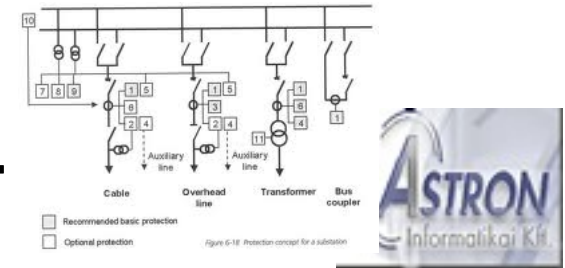 10
7 8 9
1 5
6
2 4
1 5
3
2 4
1
6
4
11
1
Auxiliary
line
Auxiliary
line
Cable
Overhead
line
Transformer
Bus
coupler
Recommended basic protection
Optional protection
Figure 6-18 Protection concept for a substation
ASTRON
Informatikai Kft.